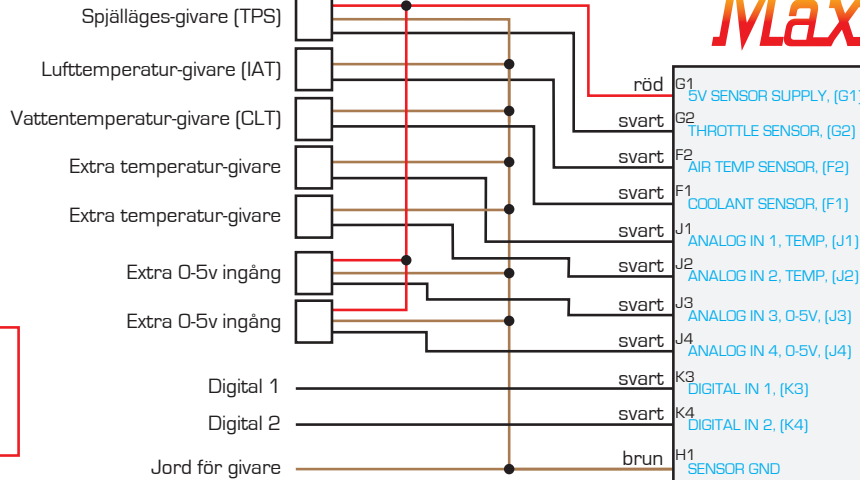 Max
Spjälläges-givare (TPS)
Lufttemperatur-givare (IAT)
Vattentemperatur-givare (CLT)
Extra temperatur-givare
Extra temperatur-givare
Extra 0-5v ingång
Extra 0-5v ingång
Digital 1
Digital 2
Jord för givare
röd G1 5V SENSOR SUPPLY, (G1)
svart G2 THROTTLE SENSOR, (G2)
svart F2 AIR TEMP SENSOR, (F2)
svart F1 COOLANT SENSOR, (F1)
svart J1 ANALOG IN 1, TEMP, (J1)
svart J2 ANALOG IN 2, TEMP, (J2)
svart J3 ANALOG IN 3, 0-5V, (J3)
svart J4 ANALOG IN 4, 0-5V, (J4)
svart K3 DIGITAL IN 1, (K3)
svart K4 DIGITAL IN 2, (K4)
brun H1 SENSOR GND